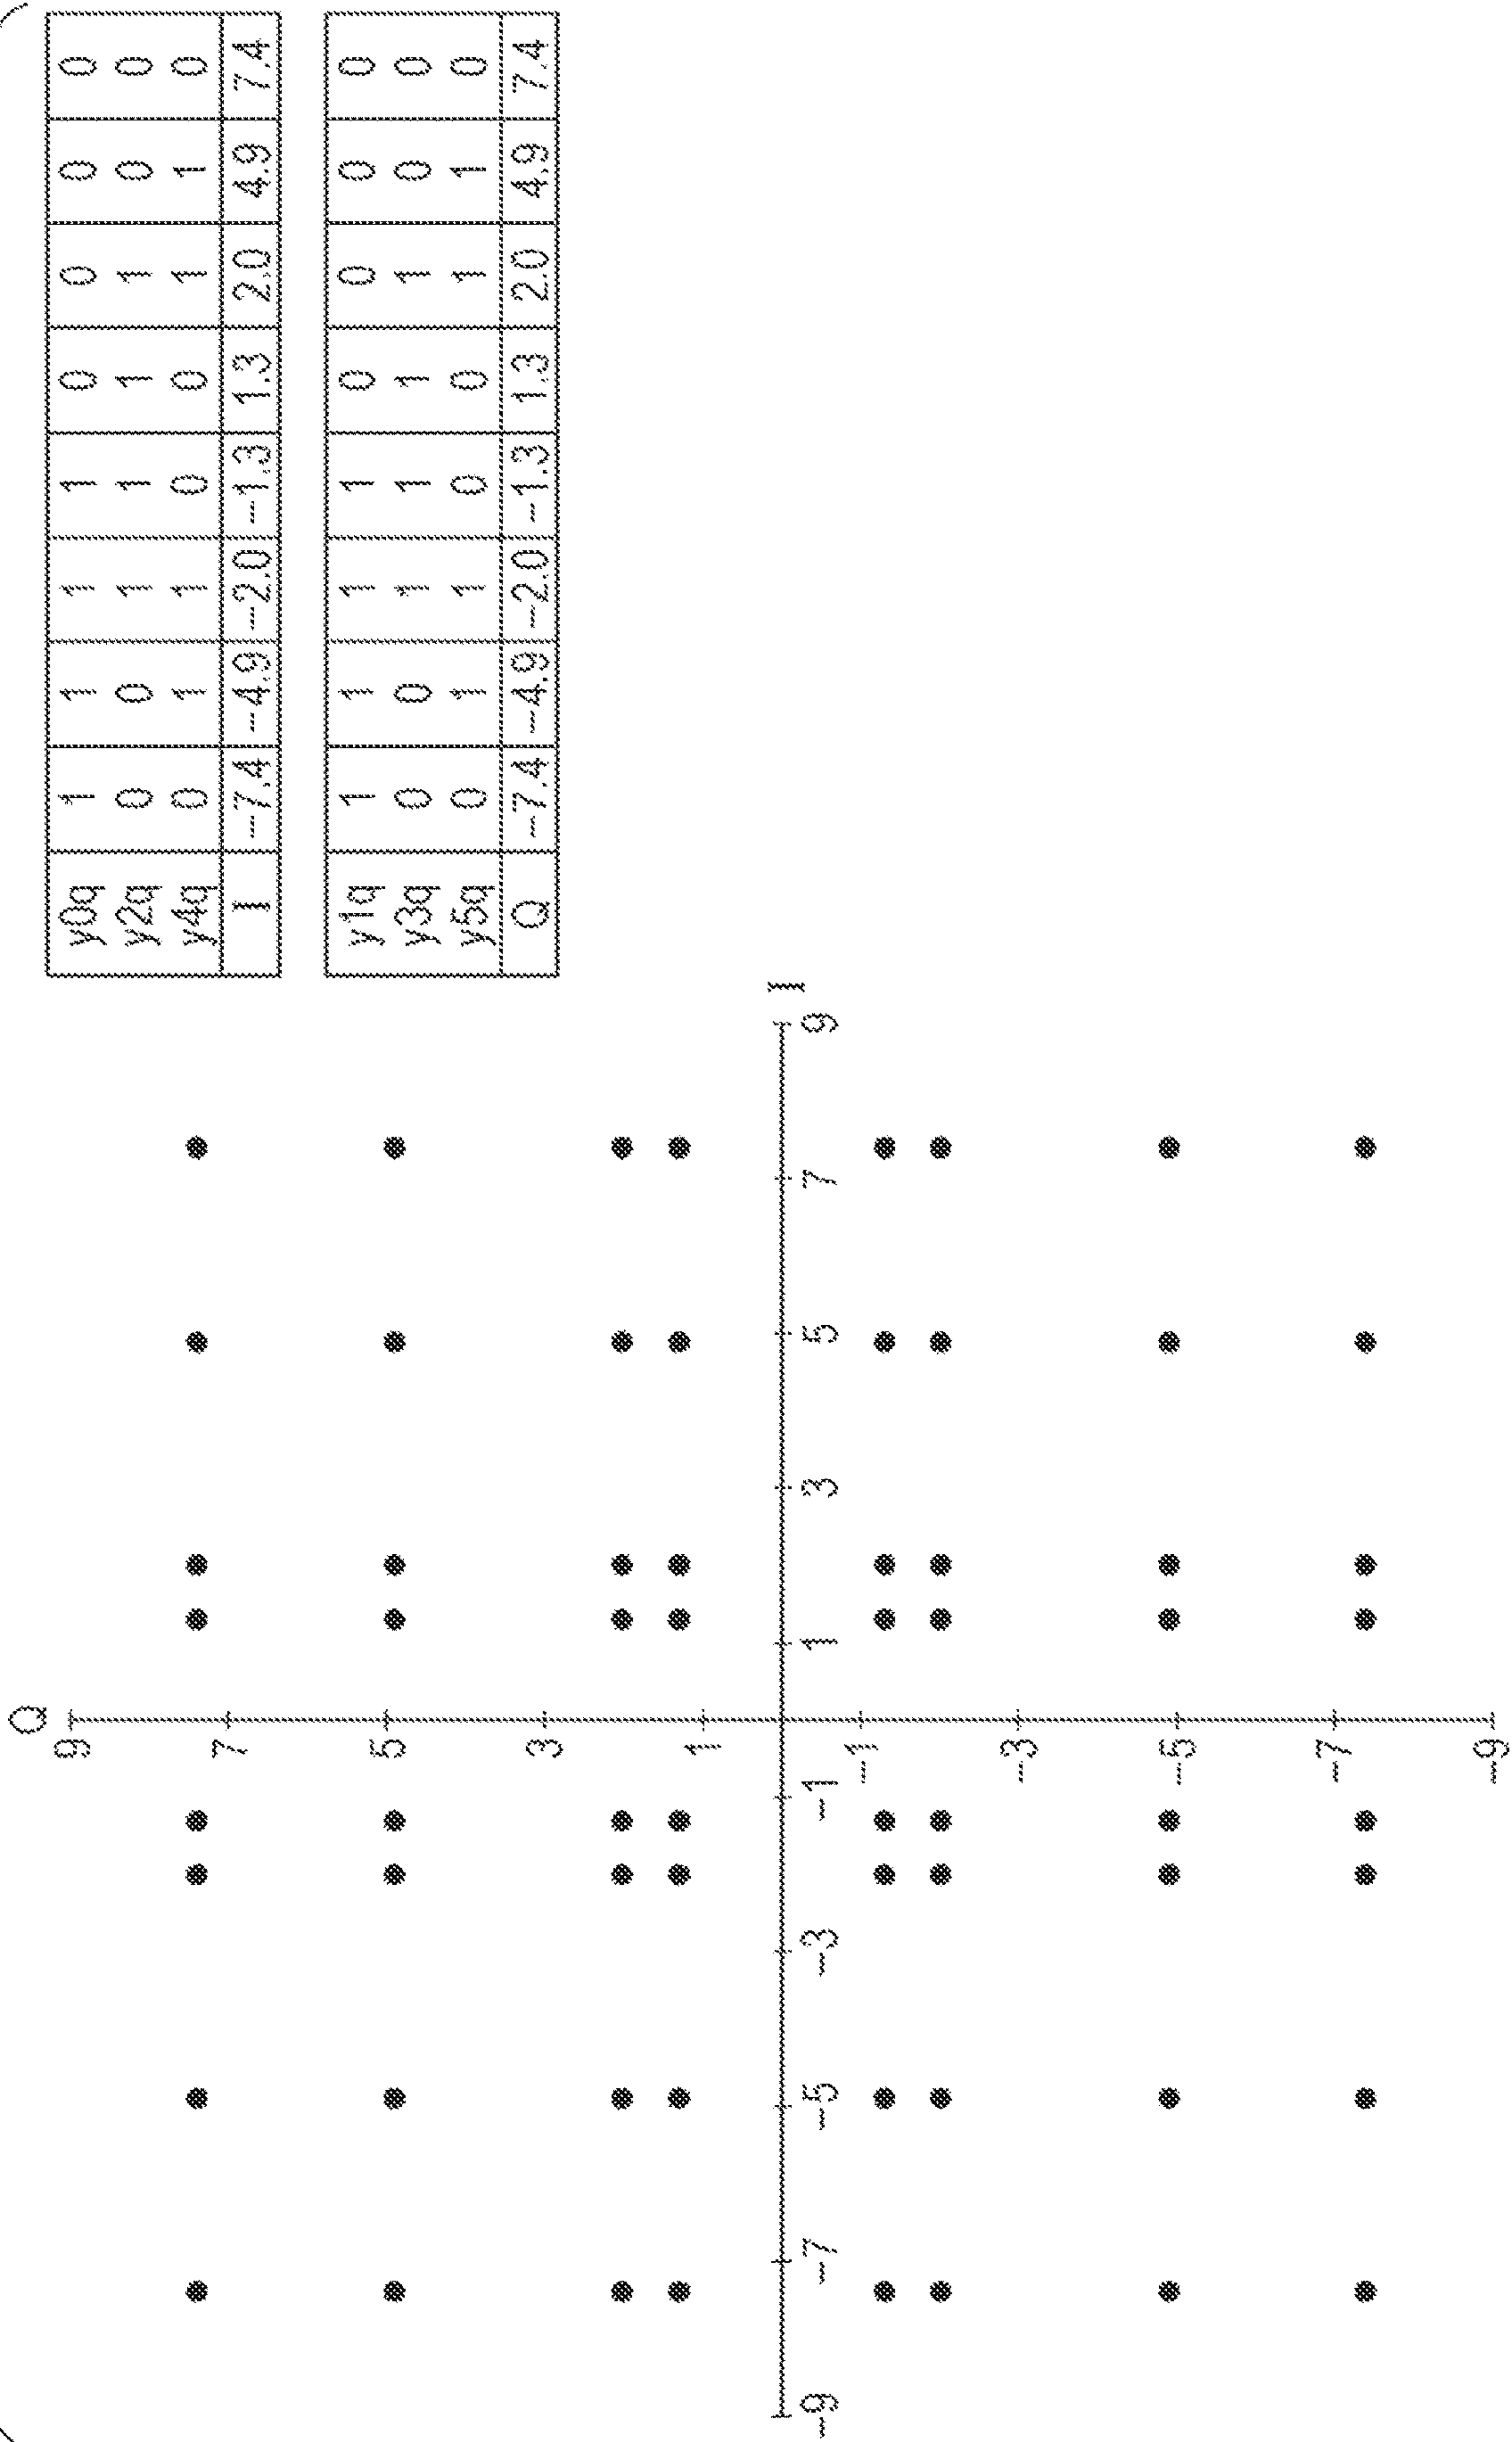 Q
9
7
5
3
1
I
−9 −7 −5 −3 −1 1 3 5 7 9
−1
−3
−5
−7
−9
y0q 1 1 1 1 0 0 0 0
y2q 0 0 1 1 1 1 0 0
y4q 0 1 1 0 0 1 1 0
I −7.4 −4.9 −2.0 −1.3 1.3 2.0 4.9 7.4
y1q 1 1 1 1 0 0 0 0
y3q 0 0 1 1 1 1 0 0
y5q 0 1 1 0 0 1 1 0
Q −7.4 −4.9 −2.0 −1.3 1.3 2.0 4.9 7.4